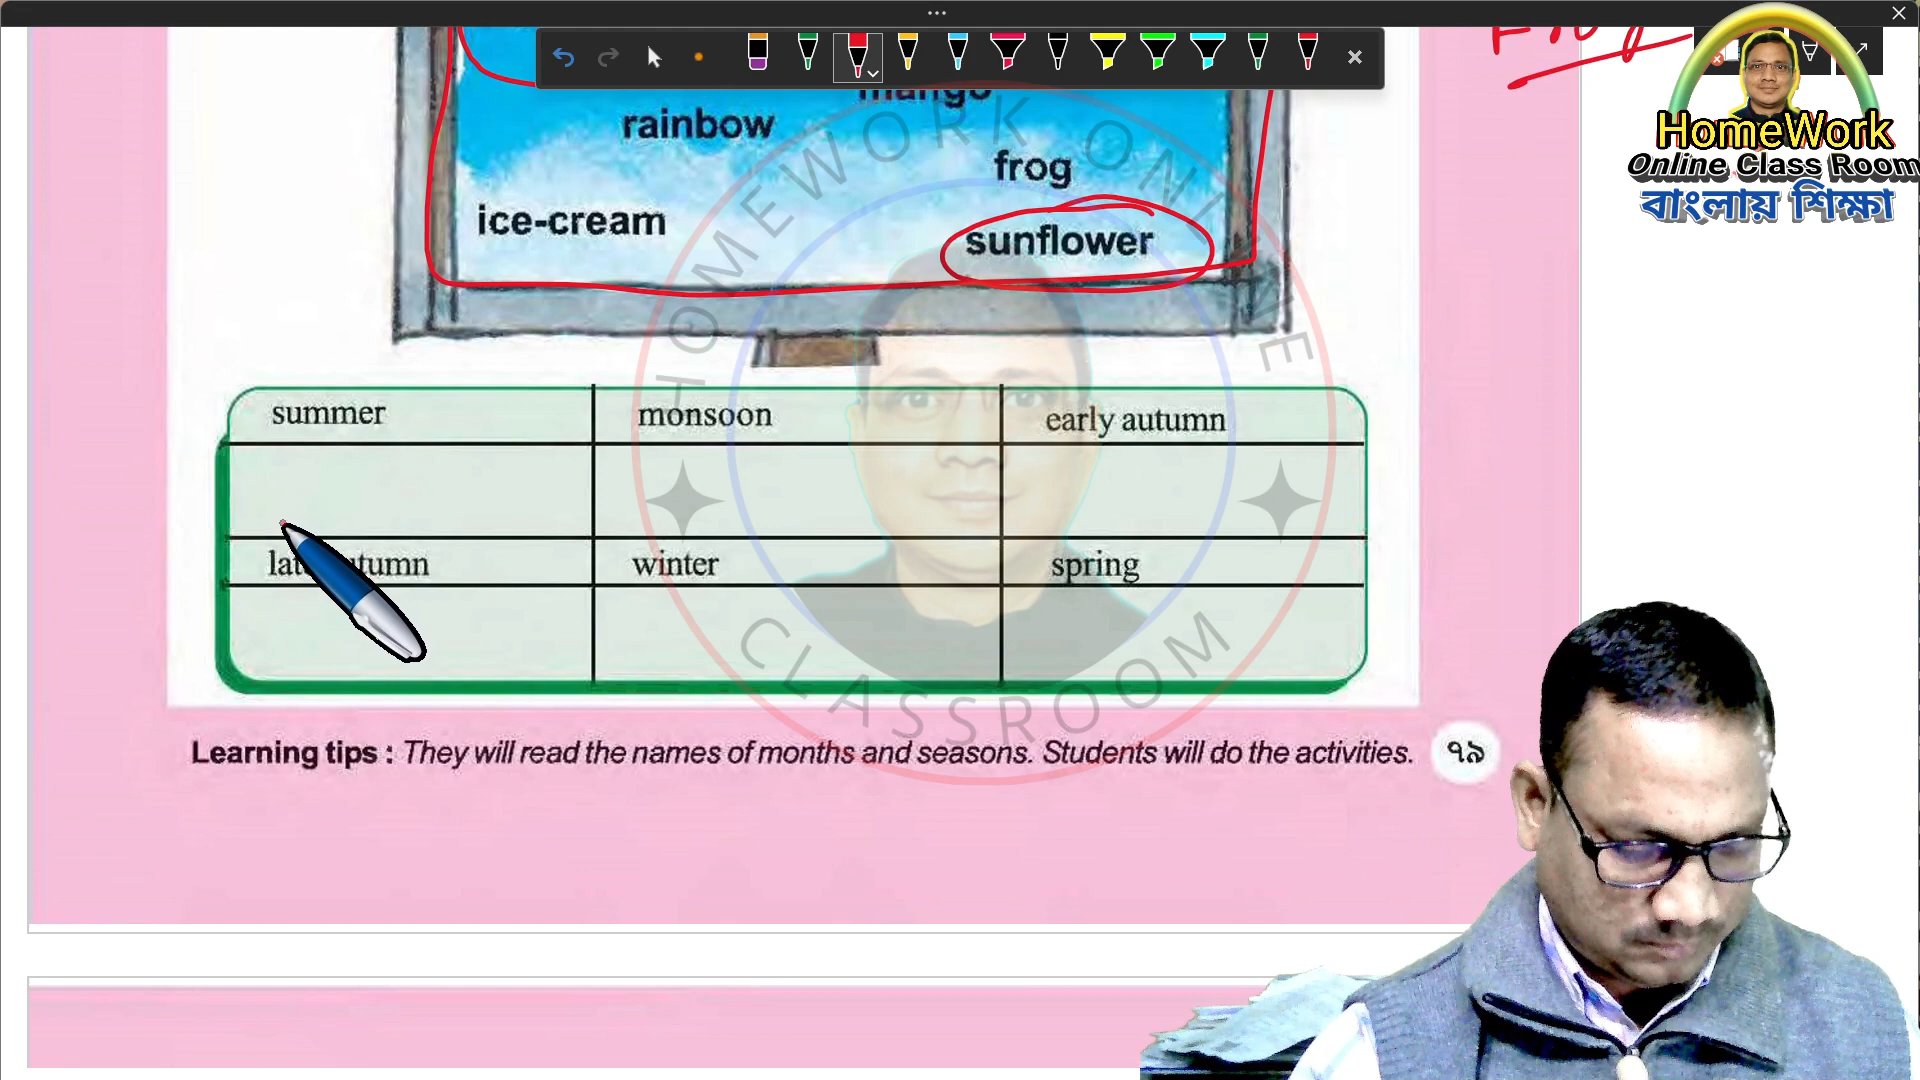 mango
rainbow
frog
ice-cream
sunflower
summer
monsoon
early autumn
winter
spring
Learning tips : They will read the names of months and seasons. Students will do the activities.
৭৯
HomeWork
Online Class Room
বাংলায় শিক্ষা
HOMEWORK ONLINE
CLASSROOM